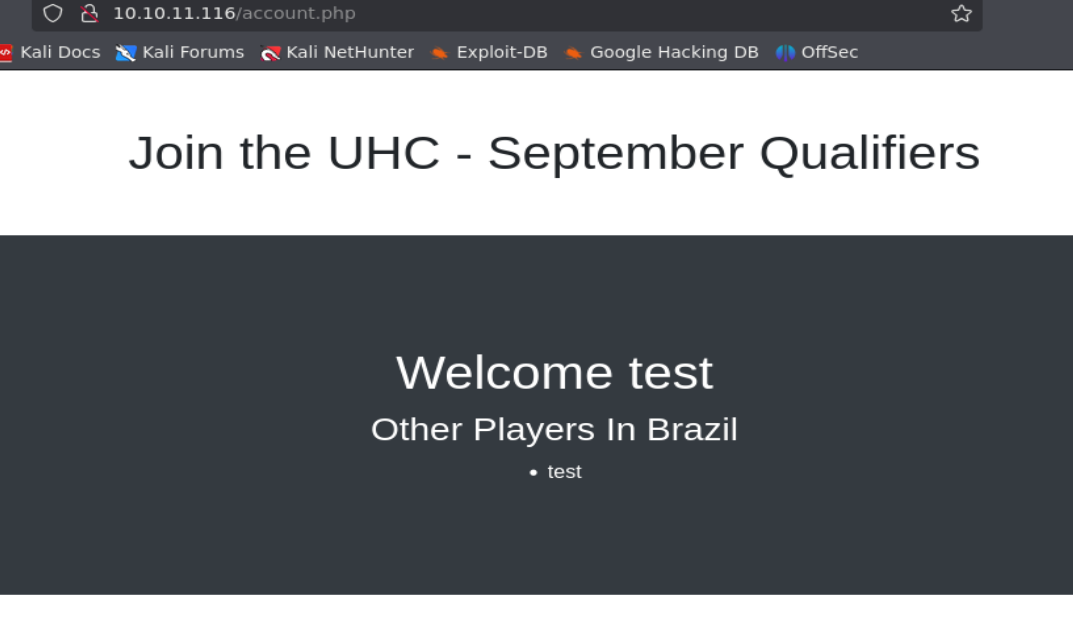 10.10.11.116/account.php
Kali Docs Kali Forums Kali NetHunter Exploit-DB Google Hacking DB OffSec
Join the UHC - September Qualifiers
Welcome test
Other Players In Brazil
• test